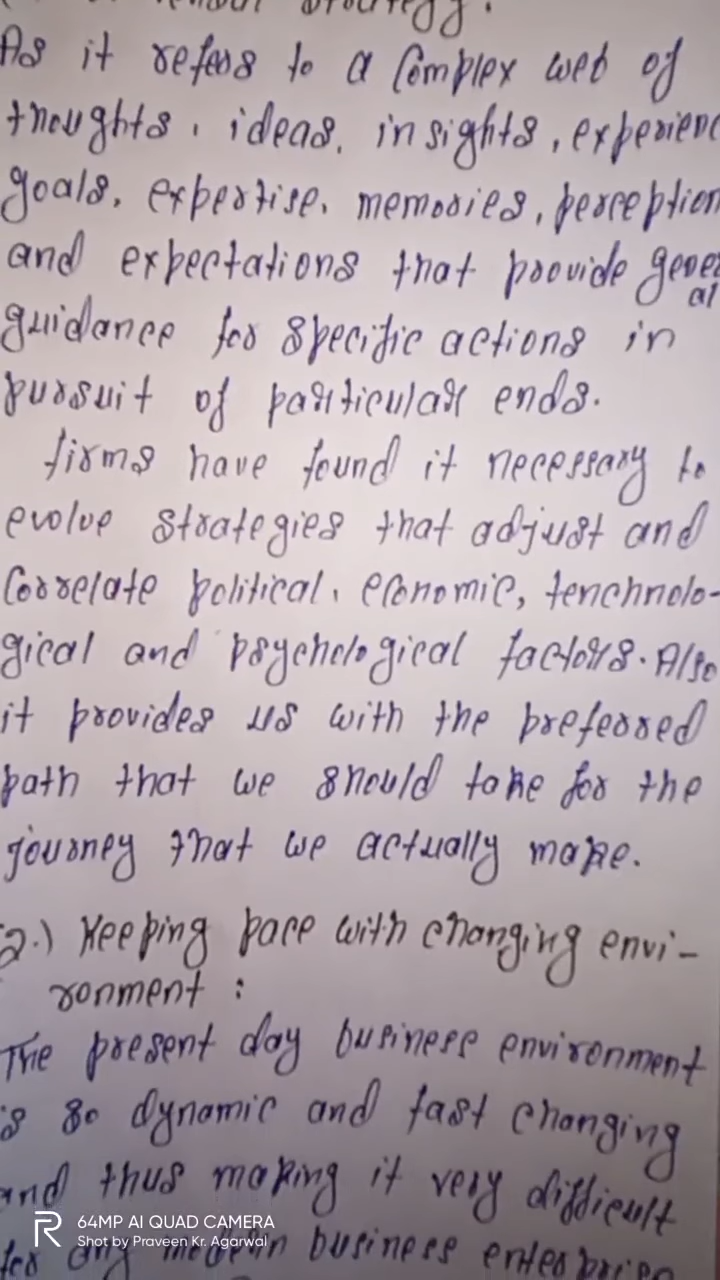 strategy.
As it refers to a Complex web of
thoughts, ideas, insights, experienc
goals, expertise, memories, perception
and expectations that provide gener
al
guidance for specific actions in
pursuit of particular ends.
firms have found it necessary to
evolve strategies that adjust and
Correlate political, economic, tenchnolo-
gical and psychological factors. Also
it provides us with the preferred
path that we should take for the
journey that we actually make.
2.) Keeping pace with changing envi-
ronment :
The present day business environment
is so dynamic and fast changing
and thus making it very difficult
for any modern business enterprise
64MP AI QUAD CAMERA
Shot by Praveen Kr. Agarwal